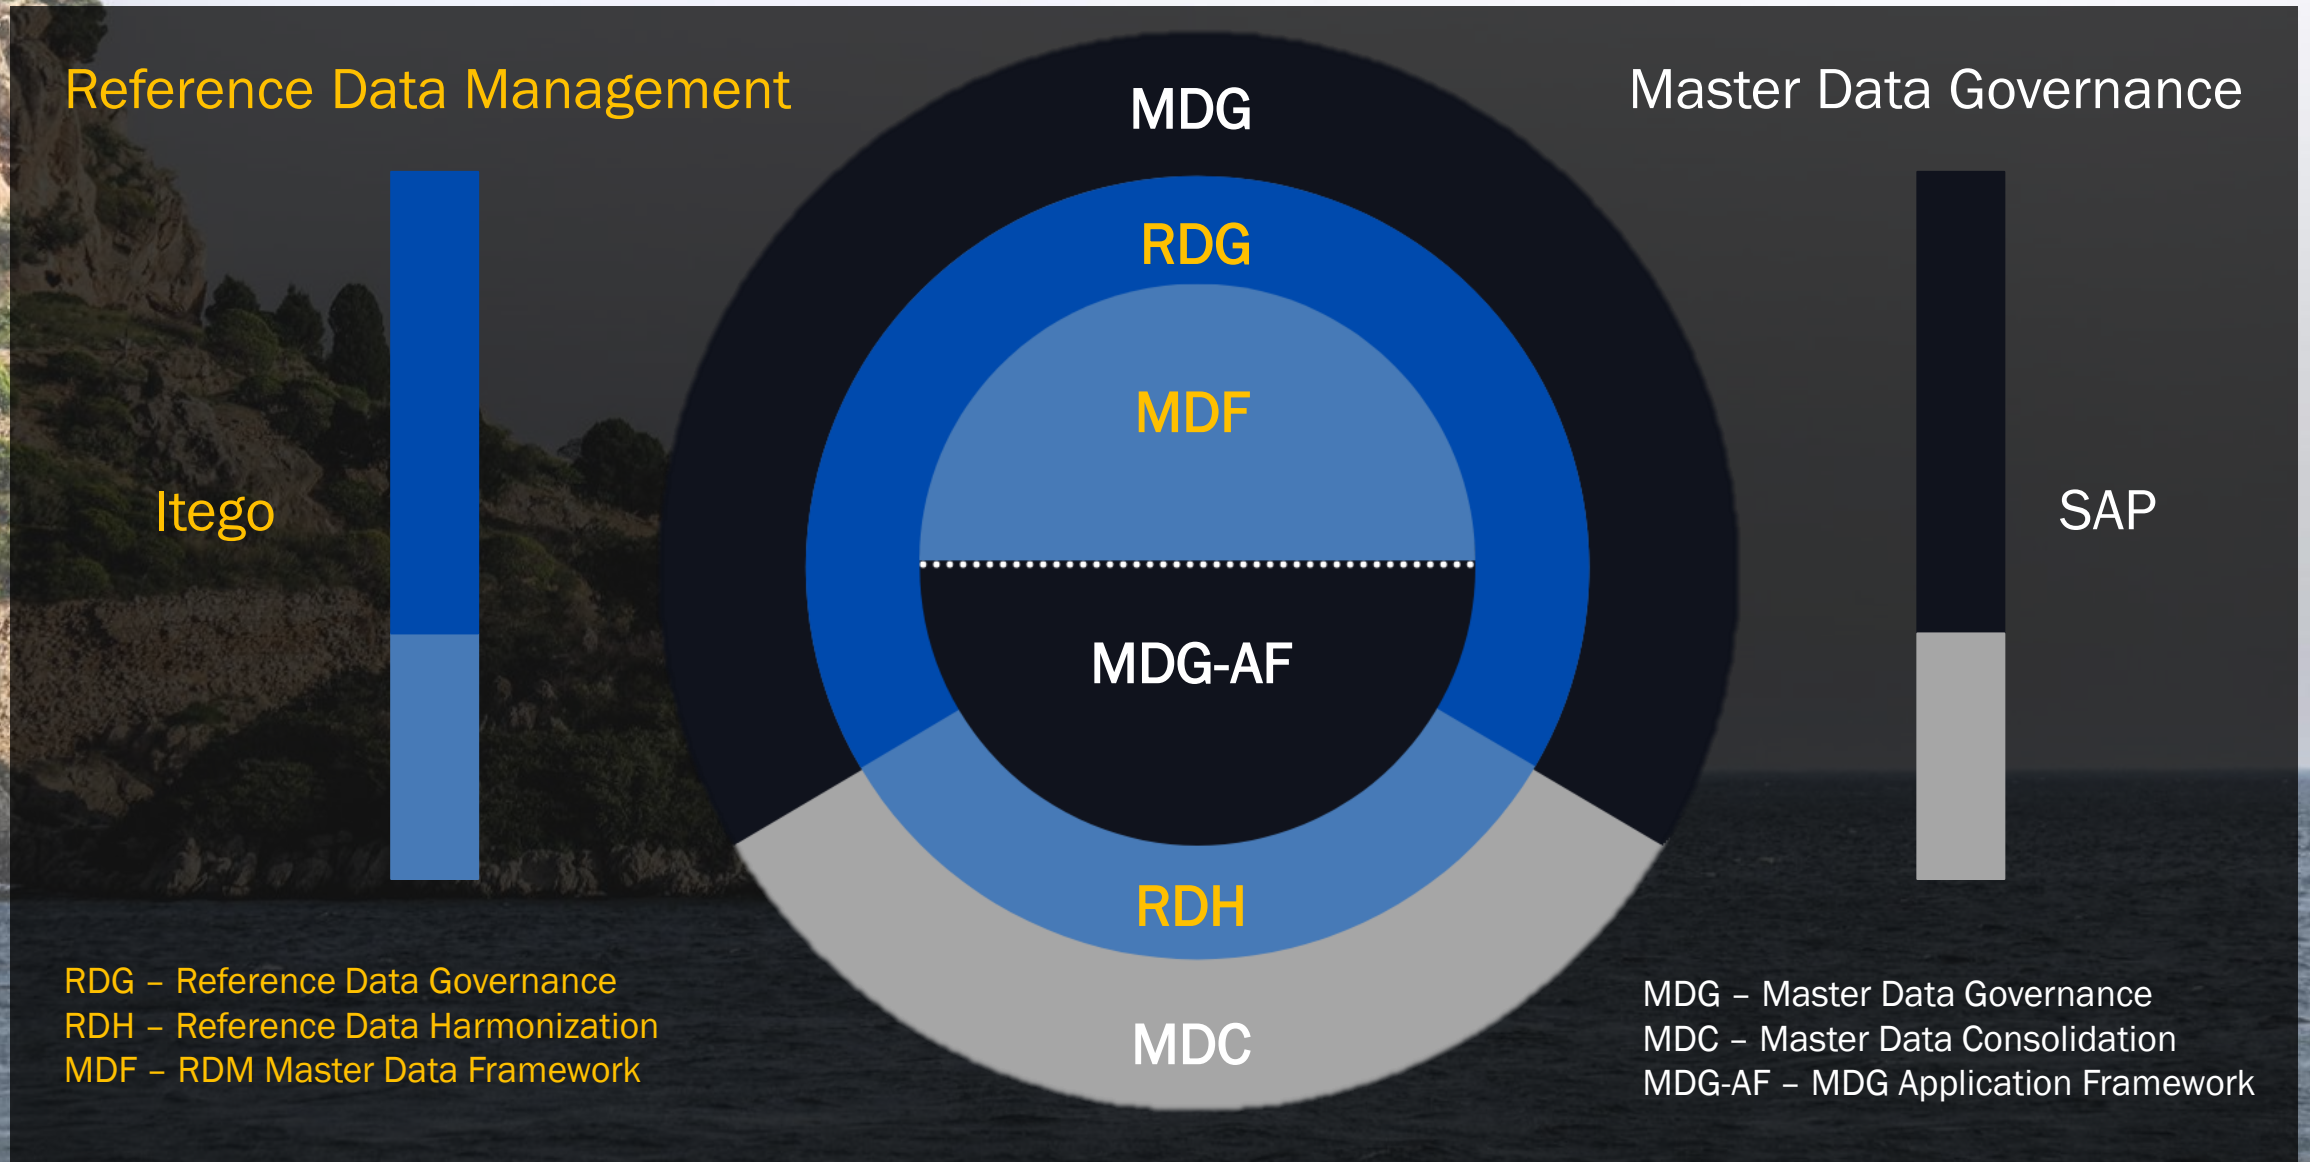 Reference Data Management
Master Data Governance
MDG
RDG
MDF
Itego
SAP
MDG-AF
RDH
MDC
RDG – Reference Data Governance
RDH – Reference Data Harmonization
MDF – RDM Master Data Framework
MDG – Master Data Governance
MDC – Master Data Consolidation
MDG-AF – MDG Application Framework